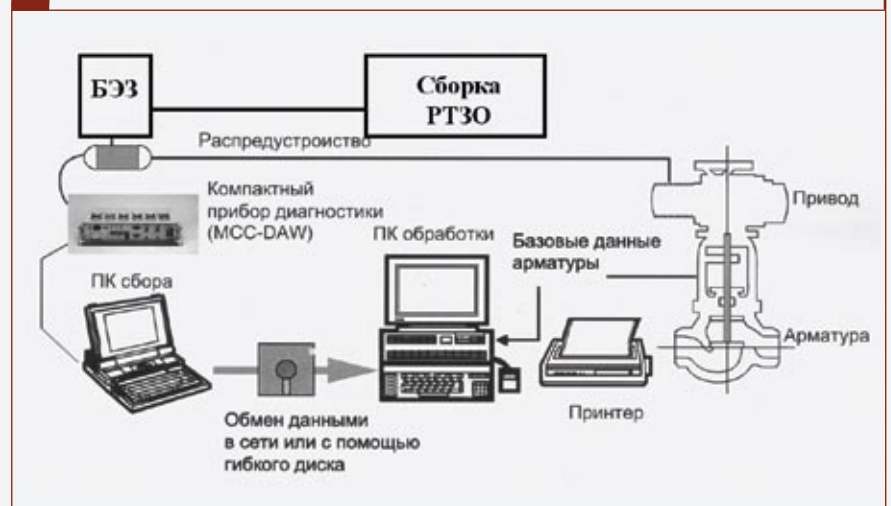 БЭЗ
Сборка
РТЗО
Распредустроиство
Компактный
прибор диагностики
(MCC-DAW)
ПК обработки
Базовые данные
арматуры
Привод
ПК сбора
Арматура
Принтер
Обмен данными
в сети или с помощью
гибкого диска